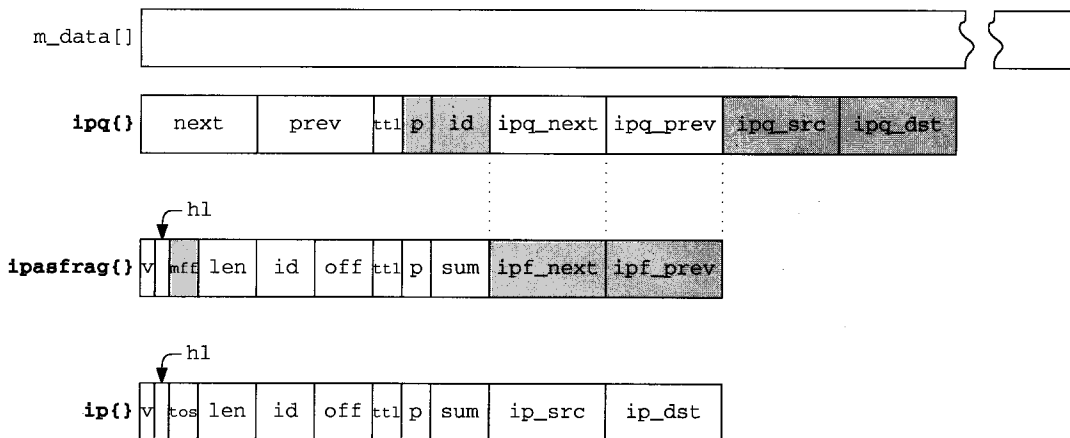 m_data[]
ipq{} next prev ttl p id ipq_next ipq_prev ipq_src ipq_dst
hl
ipasfrag{} v mff len id off ttl p sum ipf_next ipf_prev
hl
ip{} v tos len id off ttl p sum ip_src ip_dst